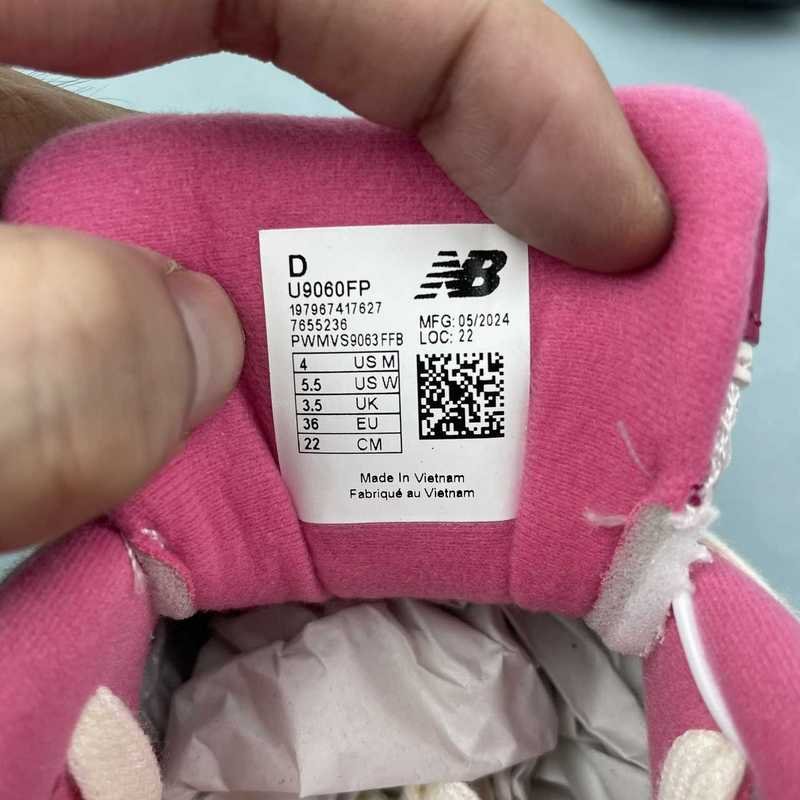 D
U9060FP
197967417627
7655236
PWMVS9063FFB
NB
MFG: 05/2024
LOC: 22
4 US M
5.5 US W
3.5 UK
36 EU
22 CM
Made In Vietnam
Fabriqué au Vietnam